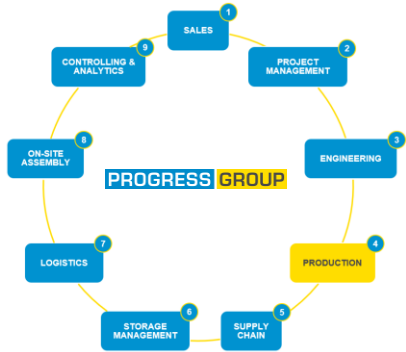 1
SALES
2
PROJECT
MANAGEMENT
3
ENGINEERING
4
PRODUCTION
5
SUPPLY
CHAIN
6
STORAGE
MANAGEMENT
7
LOGISTICS
8
ON-SITE
ASSEMBLY
9
CONTROLLING &
ANALYTICS
PROGRESS GROUP